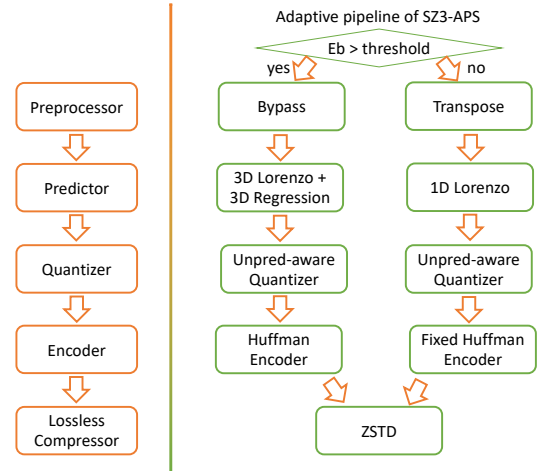 Adaptive pipeline of SZ3-APS
Eb > threshold
yes
no
Preprocessor
Bypass
Transpose
Predictor
3D Lorenzo +
3D Regression
1D Lorenzo
Quantizer
Unpred-aware
Quantizer
Unpred-aware
Quantizer
Encoder
Huffman
Encoder
Fixed Huffman
Encoder
Lossless
Compressor
ZSTD